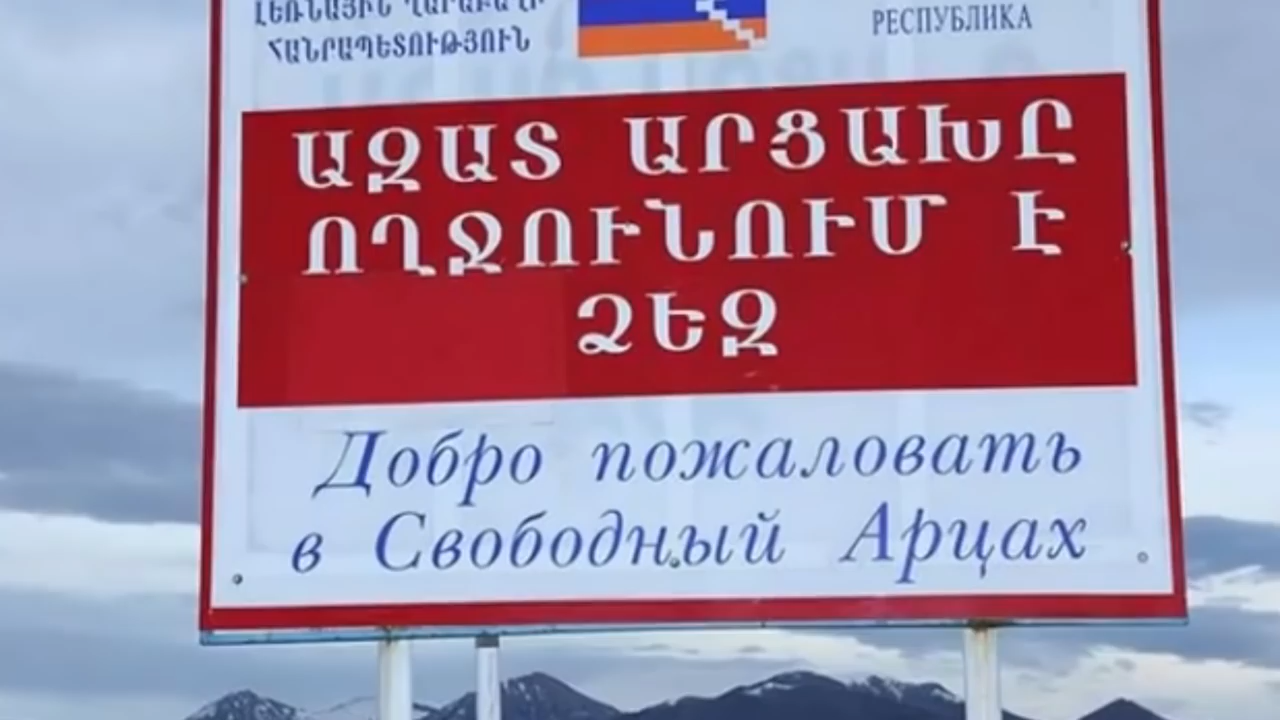 ԼԵՌՆԱՅԻՆ ՂԱՐԱԲԱՂԻ
ՀԱՆՐԱՊԵՏՈՒԹՅՈՒՆ
РЕСПУБЛИКА
ԱԶԱՏ ԱՐՑԱԽԸ
ՈՂՋՈՒՆՈՒՄ Է
ՁԵԶ
Добро пожаловать
в Свободный Арцах